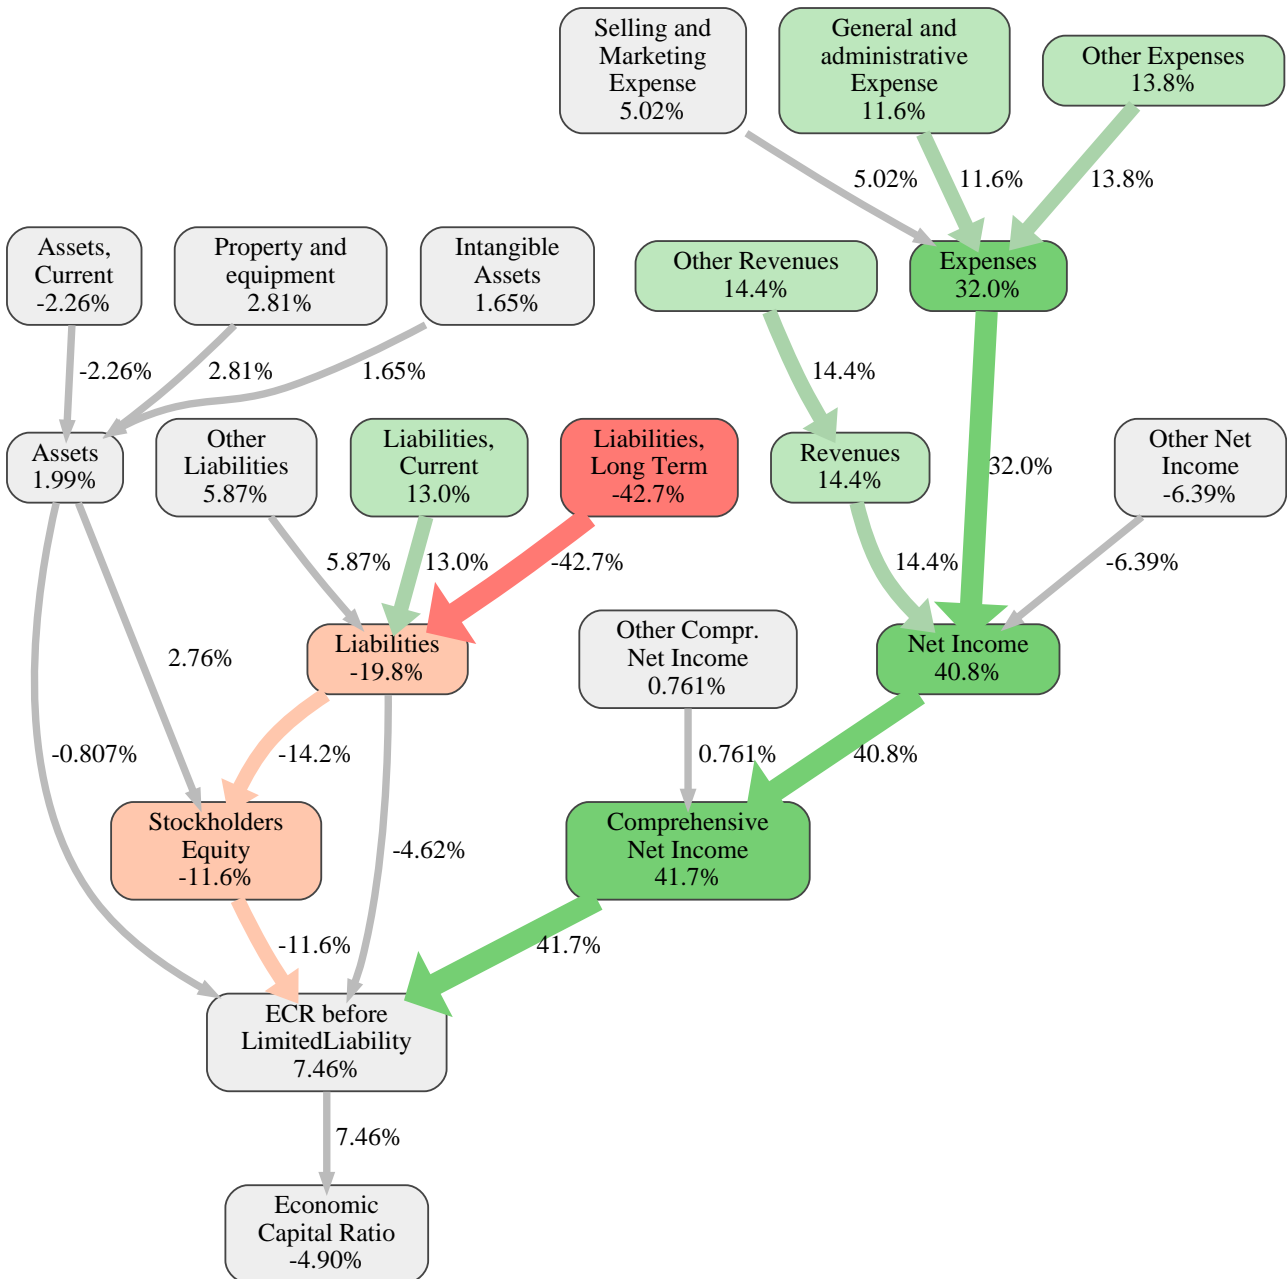 Selling and
Marketing
Expense
5.02%
General and
administrative
Expense
11.6%
Other Expenses
13.8%
5.02%
11.6%
13.8%
Assets,
Current
-2.26%
Property and
equipment
2.81%
Intangible
Assets
1.65%
Other Revenues
14.4%
Expenses
32.0%
-2.26%
2.81%
1.65%
14.4%
Assets
1.99%
Other
Liabilities
5.87%
Liabilities,
Current
13.0%
Liabilities,
Long Term
-42.7%
Revenues
14.4%
32.0%
Other Net
Income
-6.39%
5.87%
13.0%
-42.7%
14.4%
-6.39%
Liabilities
-19.8%
2.76%
Other Compr.
Net Income
0.761%
Net Income
40.8%
-0.807%
-14.2%
0.761%
40.8%
Stockholders
Equity
-11.6%
-4.62%
Comprehensive
Net Income
41.7%
-11.6%
41.7%
ECR before
LimitedLiability
7.46%
7.46%
Economic
Capital Ratio
-4.90%